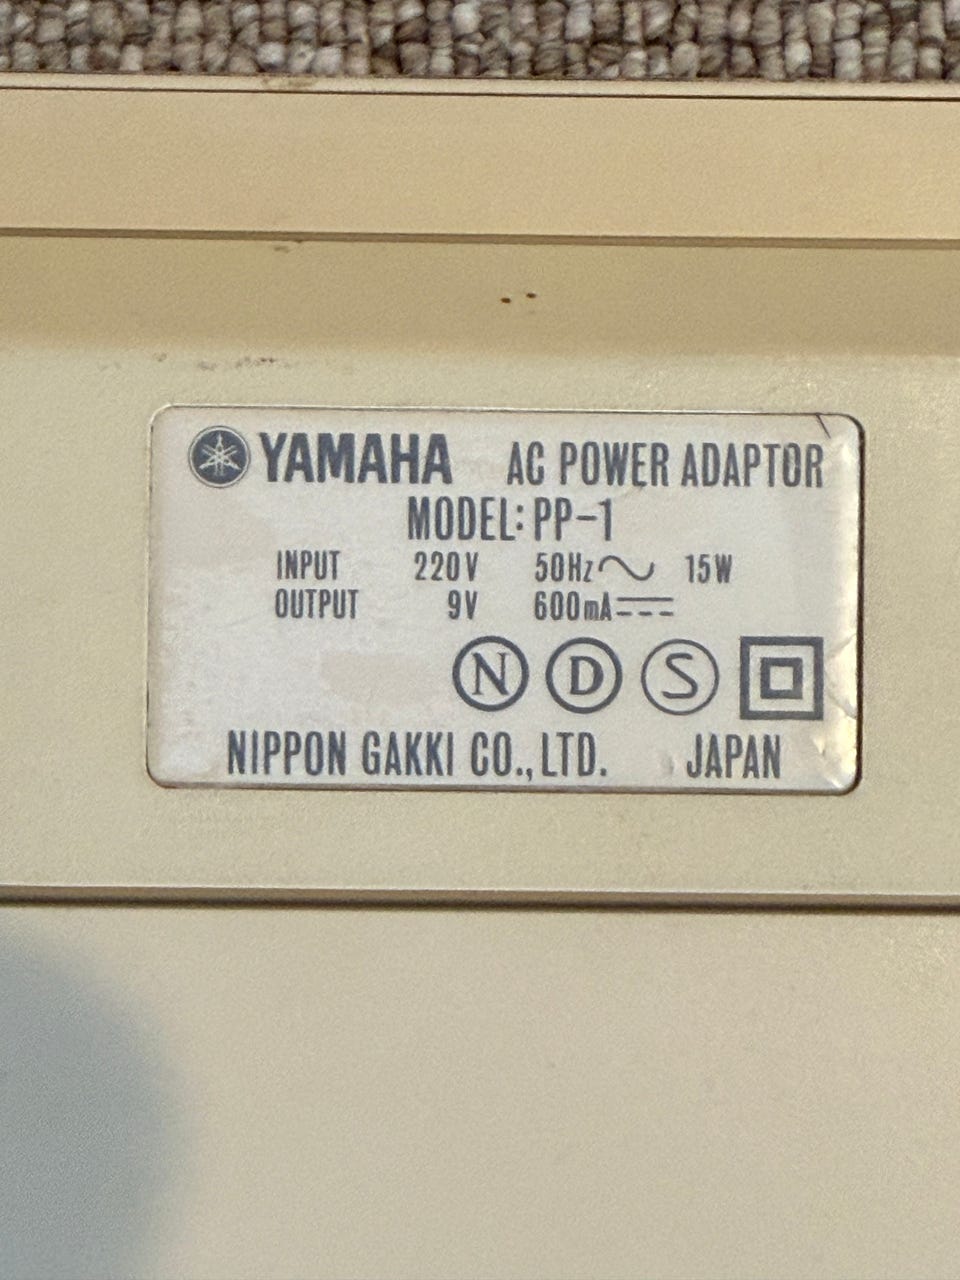 YAMAHA AC POWER ADAPTOR
MODEL: PP-1
INPUT 220V 50Hz 15W
OUTPUT 9V 600mA
N D S
NIPPON GAKKI CO., LTD. JAPAN